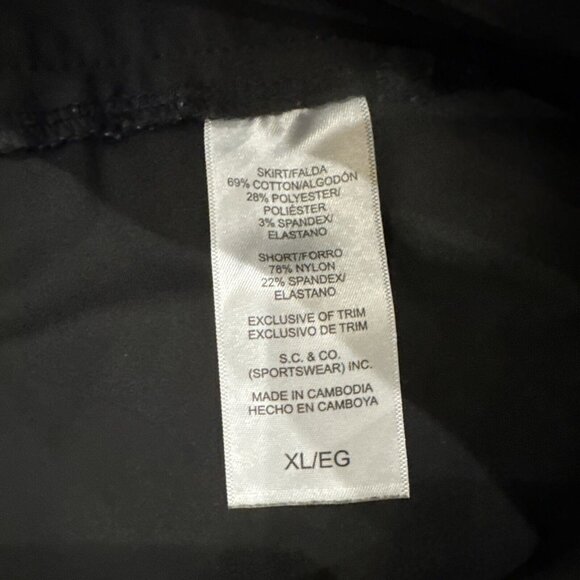 SKIRT/FALDA
69% COTTON/ALGODÓN
28% POLYESTER/
POLIÉSTER
3% SPANDEX/
ELASTANO
SHORT/FORRO
78% NYLON
22% SPANDEX/
ELASTANO
EXCLUSIVE OF TRIM
EXCLUSIVO DE TRIM
S.C. & CO.
(SPORTSWEAR) INC.
MADE IN CAMBODIA
HECHO EN CAMBOYA
XL/EG